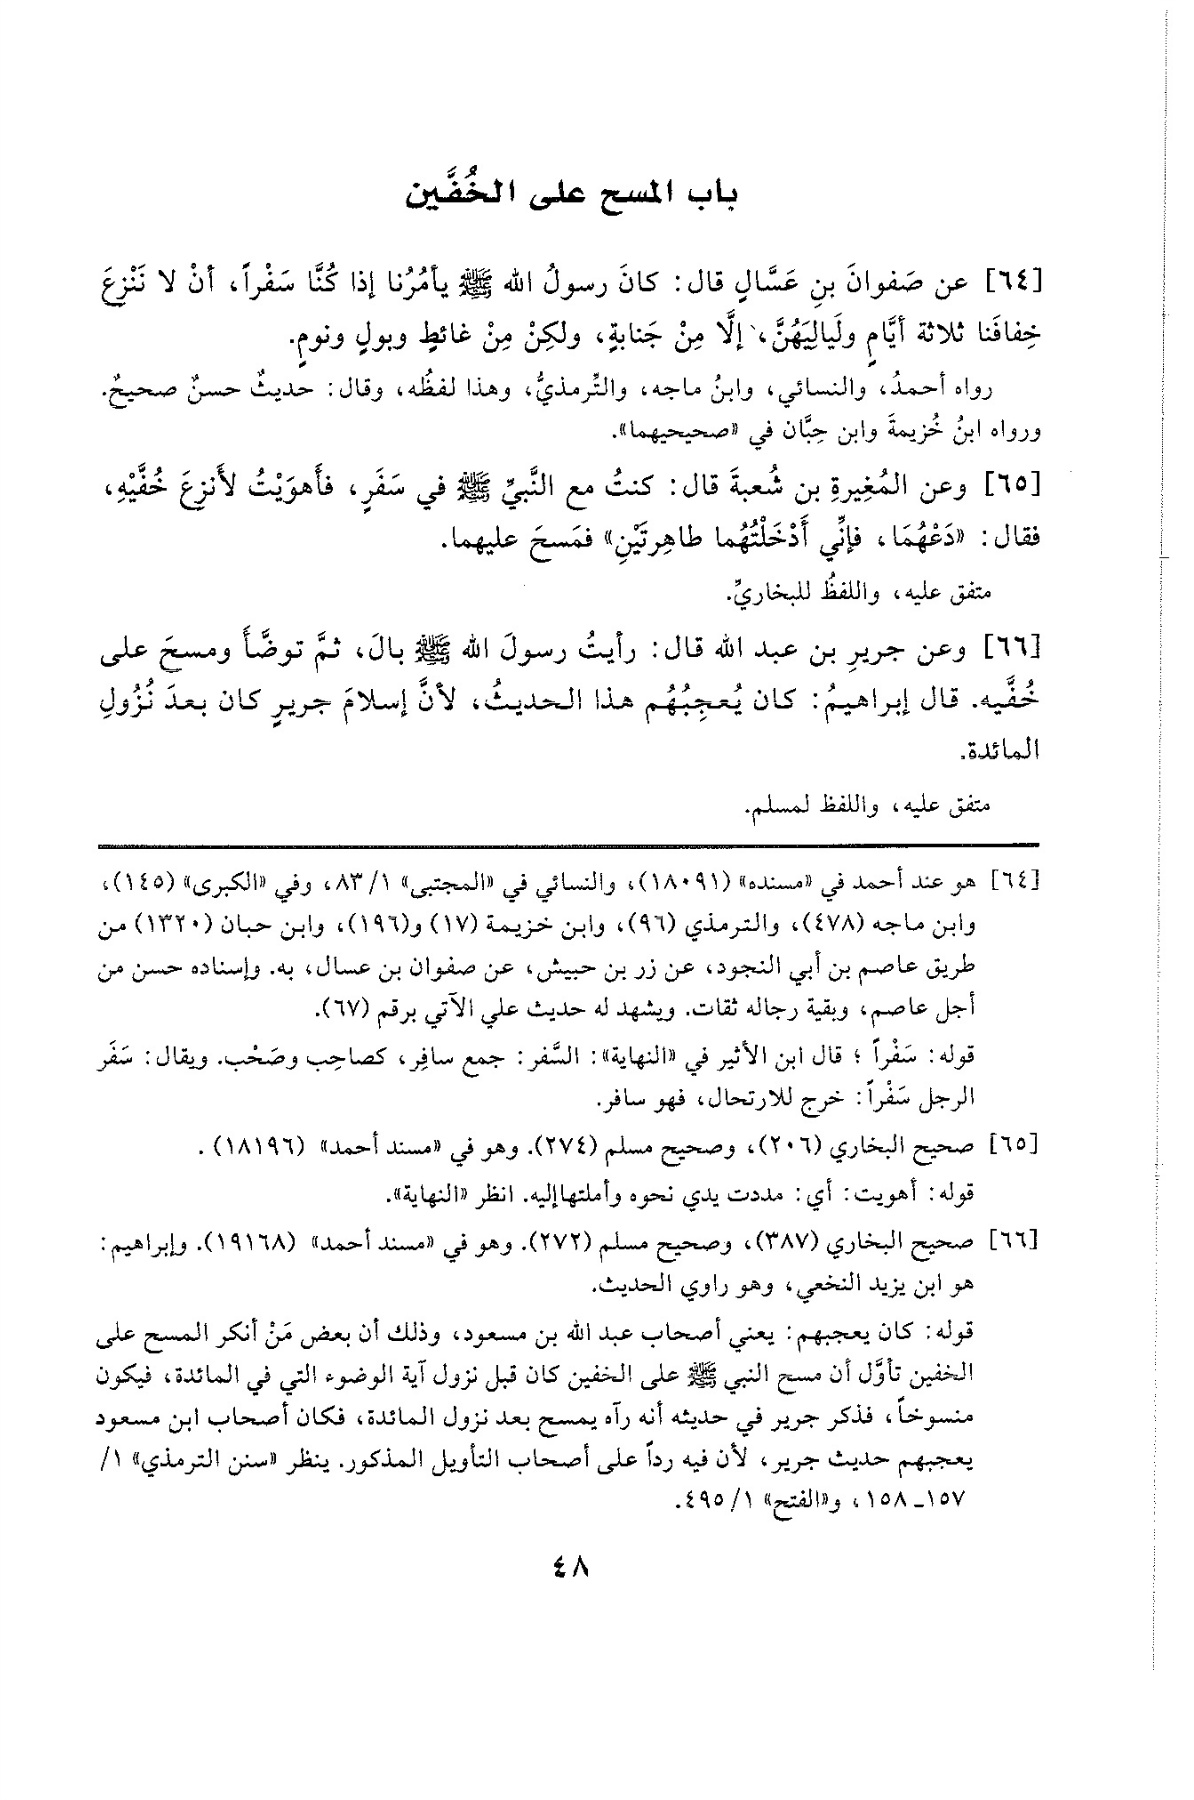 باب المسح على الخُفَّين
[٦٤] عن صَفوانَ بنِ عَسَّالٍ قال: كانَ رسولُ الله ﷺ يأمُرُنا إذا كُنَّا سَفْراً، أنْ لا نَنْزِعَ
خِفافَنا ثلاثة أيَّامٍ ولَيالِيَهُنَّ، إلَّا مِنْ جَنابةٍ، ولكِنْ مِنْ غائطٍ وبولٍ ونومٍ.
رواه أحمدُ، والنسائي، وابنُ ماجه، والتِّرمذيُّ، وهذا لفظُه، وقال: حديثٌ حسنٌ صحيحٌ.
ورواه ابنُ خُزيمةَ وابن حِبَّان في «صحيحيهما».
[٦٥] وعن المُغِيرةِ بن شُعبةَ قال: كنتُ مع النَّبيِّ ﷺ في سَفَرٍ، فأَهوَيْتُ لأَنزِعَ خُفَّيْهِ،
فقال: «دَعْهُمَا، فإنِّي أَدْخَلْتُهُما طاهِرتَيْنِ» فمَسحَ عليهما.
متفق عليه، واللفظُ للبخاريِّ.
[٦٦] وعن جريرِ بن عبد الله قال: رأيتُ رسولَ الله ﷺ بالَ، ثمَّ توضَّأَ ومسحَ على
خُفَّيه. قال إبراهيمُ: كان يُعجِبُهُم هذا الحديثُ، لأنَّ إسلامَ جريرٍ كان بعدَ نُزُولِ
المائدة.
متفق عليه، واللفظ لمسلم.
[٦٤] هو عند أحمد في «مسنده» (١٨٠٩١)، والنسائي في «المجتبى» ١/ ٨٣، وفي «الكبرى» (١٤٥)،
وابن ماجه (٤٧٨)، والترمذي (٩٦)، وابن خزيمة (١٧) و(١٩٦)، وابن حبان (١٣٢٠) من
طريق عاصم بن أبي النجود، عن زر بن حبيش، عن صفوان بن عسال، به. وإسناده حسن من
أجل عاصم، وبقية رجاله ثقات. ويشهد له حديث علي الآتي برقم (٦٧).
قوله: سَفْراً ؛ قال ابن الأثير في «النهاية»: السَّفر: جمع سافِر، كصاحِب وصَحْب. ويقال: سَفَر
الرجل سَفْراً: خرج للارتحال، فهو سافر.
[٦٥] صحيح البخاري (٢٠٦)، وصحيح مسلم (٢٧٤). وهو في «مسند أحمد» (١٨١٩٦) .
قوله: أهويت: أي: مددت يدي نحوه وأملتهاإليه. انظر «النهاية».
[٦٦] صحيح البخاري (٣٨٧)، وصحيح مسلم (٢٧٢). وهو في «مسند أحمد» (١٩١٦٨). وإبراهيم:
هو ابن يزيد النخعي، وهو راوي الحديث.
قوله: كان يعجبهم: يعني أصحاب عبد الله بن مسعود، وذلك أن بعض مَنْ أنكر المسح على
الخفين تأوَّل أن مسح النبي ﷺ على الخفين كان قبل نزول آية الوضوء التي في المائدة، فيكون
منسوخاً، فذكر جرير في حديثه أنه رآه يمسح بعد نزول المائدة، فكان أصحاب ابن مسعود
يعجبهم حديث جرير، لأن فيه رداً على أصحاب التأويل المذكور. ينظر «سنن الترمذي» ١/
١٥٧ـ ١٥٨، و«الفتح» ١/ ٤٩٥.
٤٨